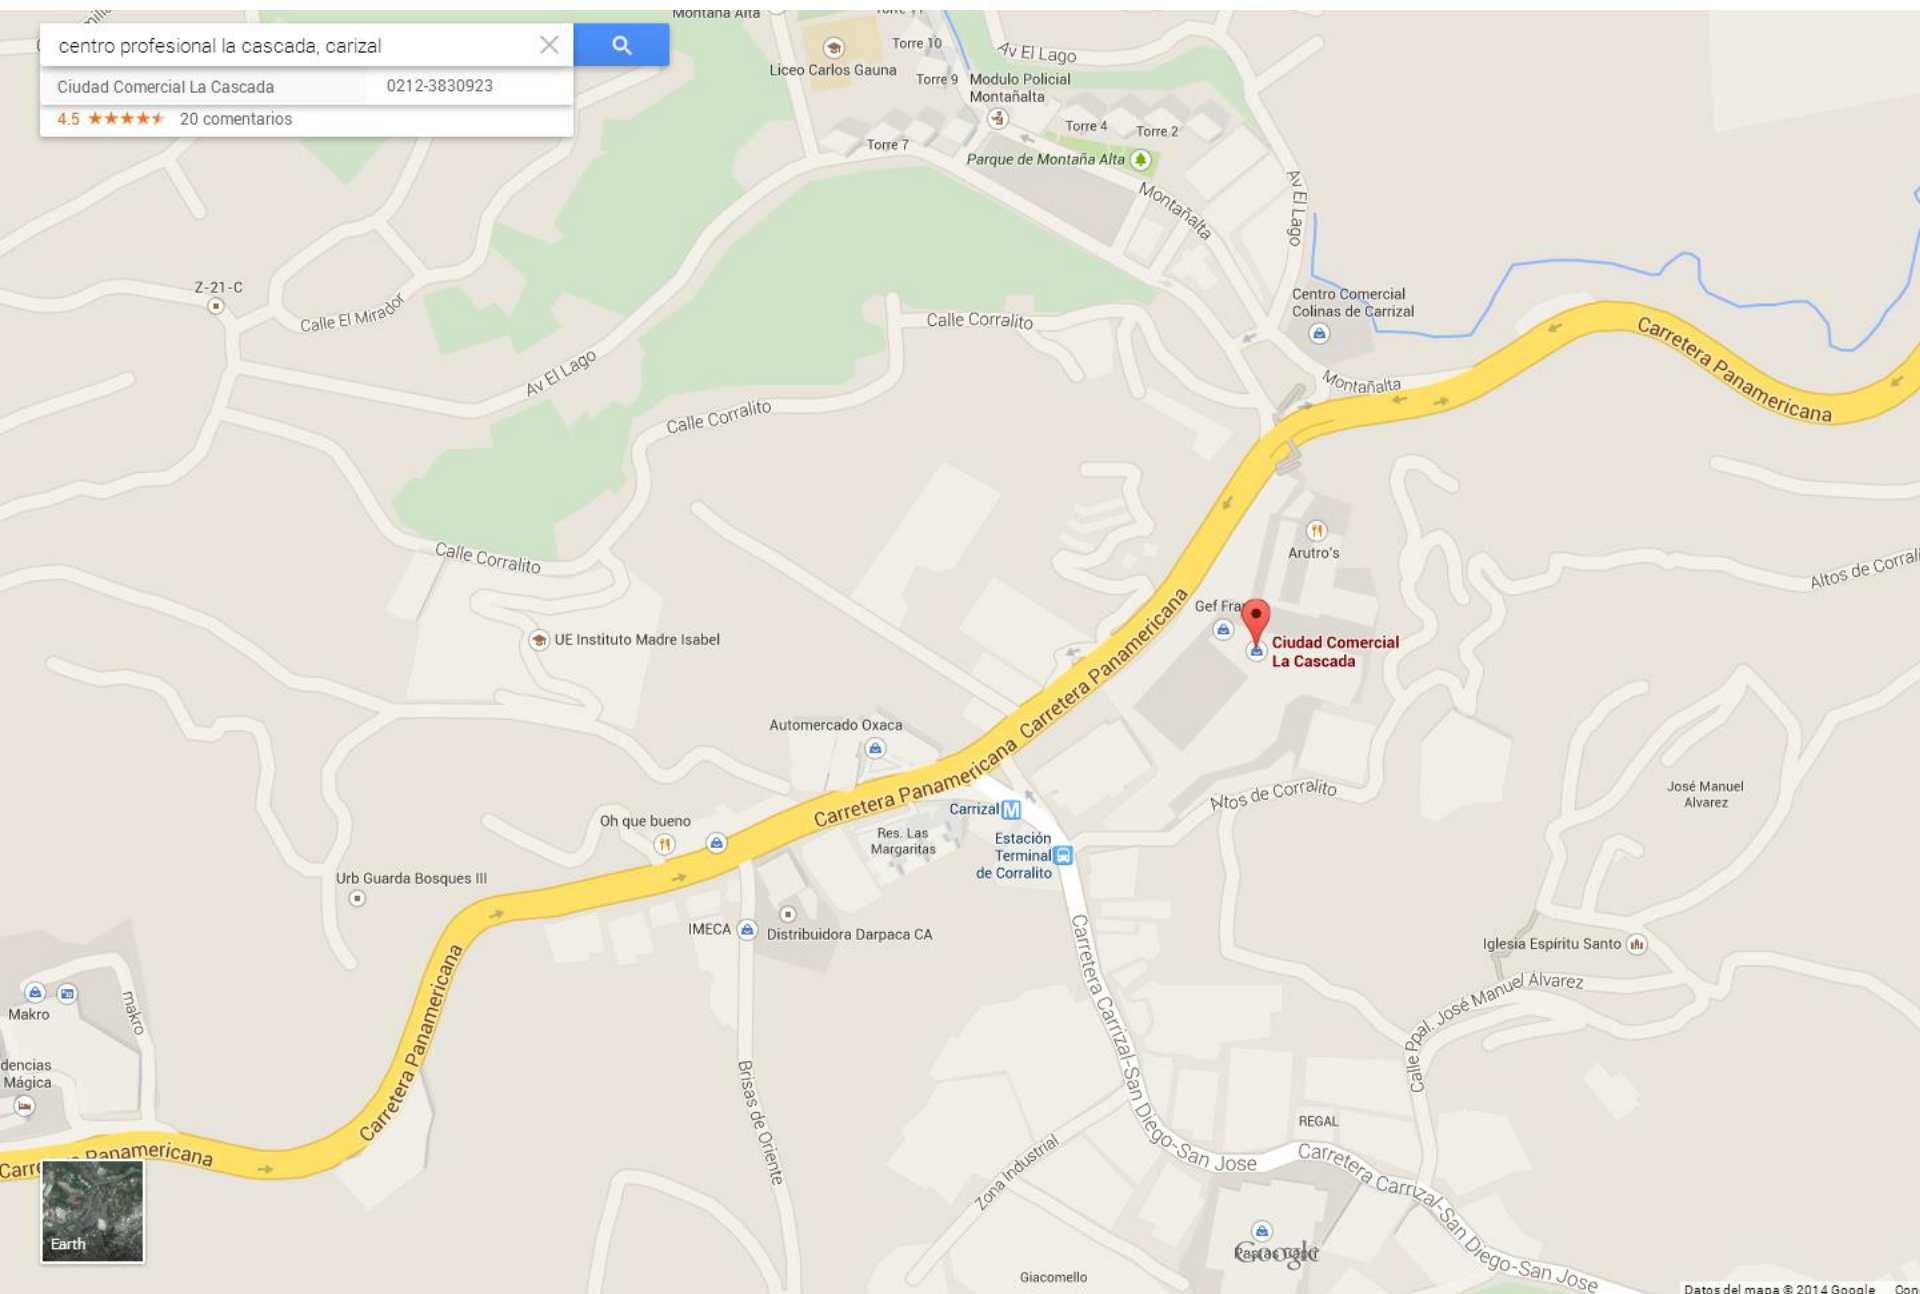 centro profesional la cascada, carizal
Ciudad Comercial La Cascada 0212-3830923
4.5 20 comentarios
Montaña Alta
Liceo Carlos Gauna
Torre 10
Torre 9
Av El Lago
Modulo Policial
Montañalta
Torre 7
Torre 4
Torre 2
Parque de Montaña Alta
Montañalta
Av El Lago
Z-21-C
Calle El Mirador
Av El Lago
Calle Corralito
Centro Comercial
Colinas de Carrizal
Carretera Panamericana
Montañalta
Calle Corralito
Calle Corralito
Arutro's
Altos de Corrali
Gef Fra
Carretera Panamericana
UE Instituto Madre Isabel
Ciudad Comercial
La Cascada
Automercado Oxaca
Carretera Panamericana
Altos de Corralito
José Manuel
Alvarez
Oh que bueno
Carrizal M
Res. Las
Margaritas
Estación
Terminal
de Corralito
Urb Guarda Bosques III
IMECA
Distribuidora Darpaca CA
Carretera Panamericana
Iglesia Espíritu Santo
Makro
makro
Calle Ppal. José Manuel Álvarez
dencias
Mágica
Brisas de Oriente
Carretera Carrizal-San Diego-San Jose
Zona Industrial
REGAL
Carretera Carrizal-San Diego-San Jose
Panamericana
Earth
Google
Giacomello
Datos del mapa © 2014 Google Con